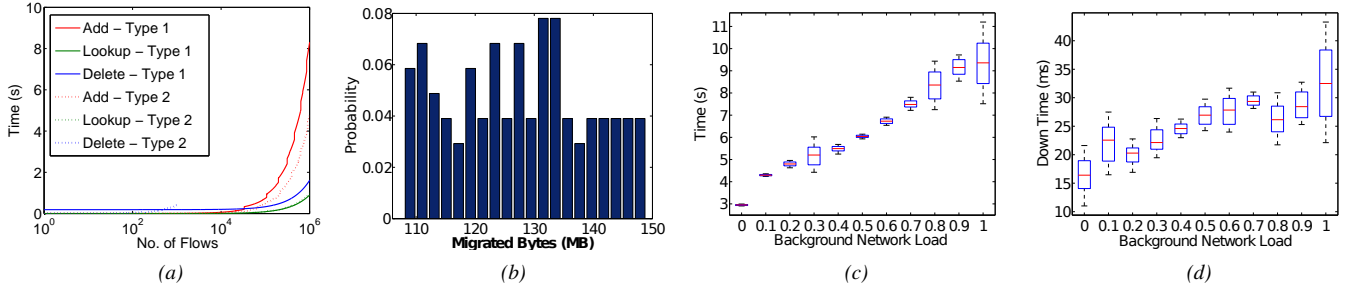 10
8
6
4
2
0
Time (s)
Add – Type 1
Lookup – Type 1
Delete – Type 1
Add – Type 2
Lookup – Type 2
Delete – Type 2
10^0 10^2 10^4 10^6
No. of Flows
(a)
0.08
0.06
0.04
0.02
0
Probability
110 120 130 140 150
Migrated Bytes (MB)
(b)
11
10
9
8
7
6
5
4
3
Time (s)
0 0.1 0.2 0.3 0.4 0.5 0.6 0.7 0.8 0.9 1
Background Network Load
(c)
40
35
30
25
20
15
10
Down Time (ms)
0 0.1 0.2 0.3 0.4 0.5 0.6 0.7 0.8 0.9 1
Background Network Load
(d)